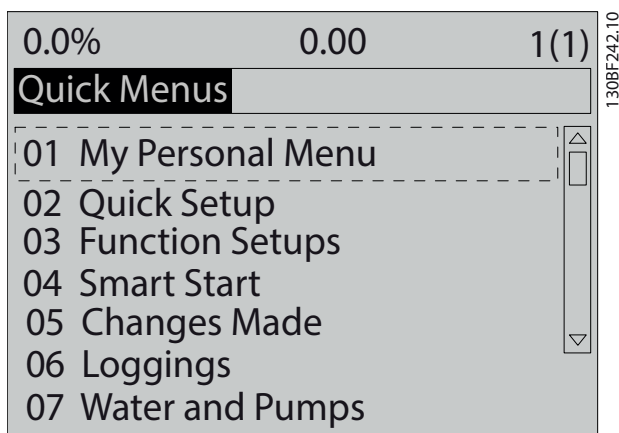 0.0% 0.00 1(1)
Quick Menus
01 My Personal Menu
02 Quick Setup
03 Function Setups
04 Smart Start
05 Changes Made
06 Loggings
07 Water and Pumps
130BF242.10